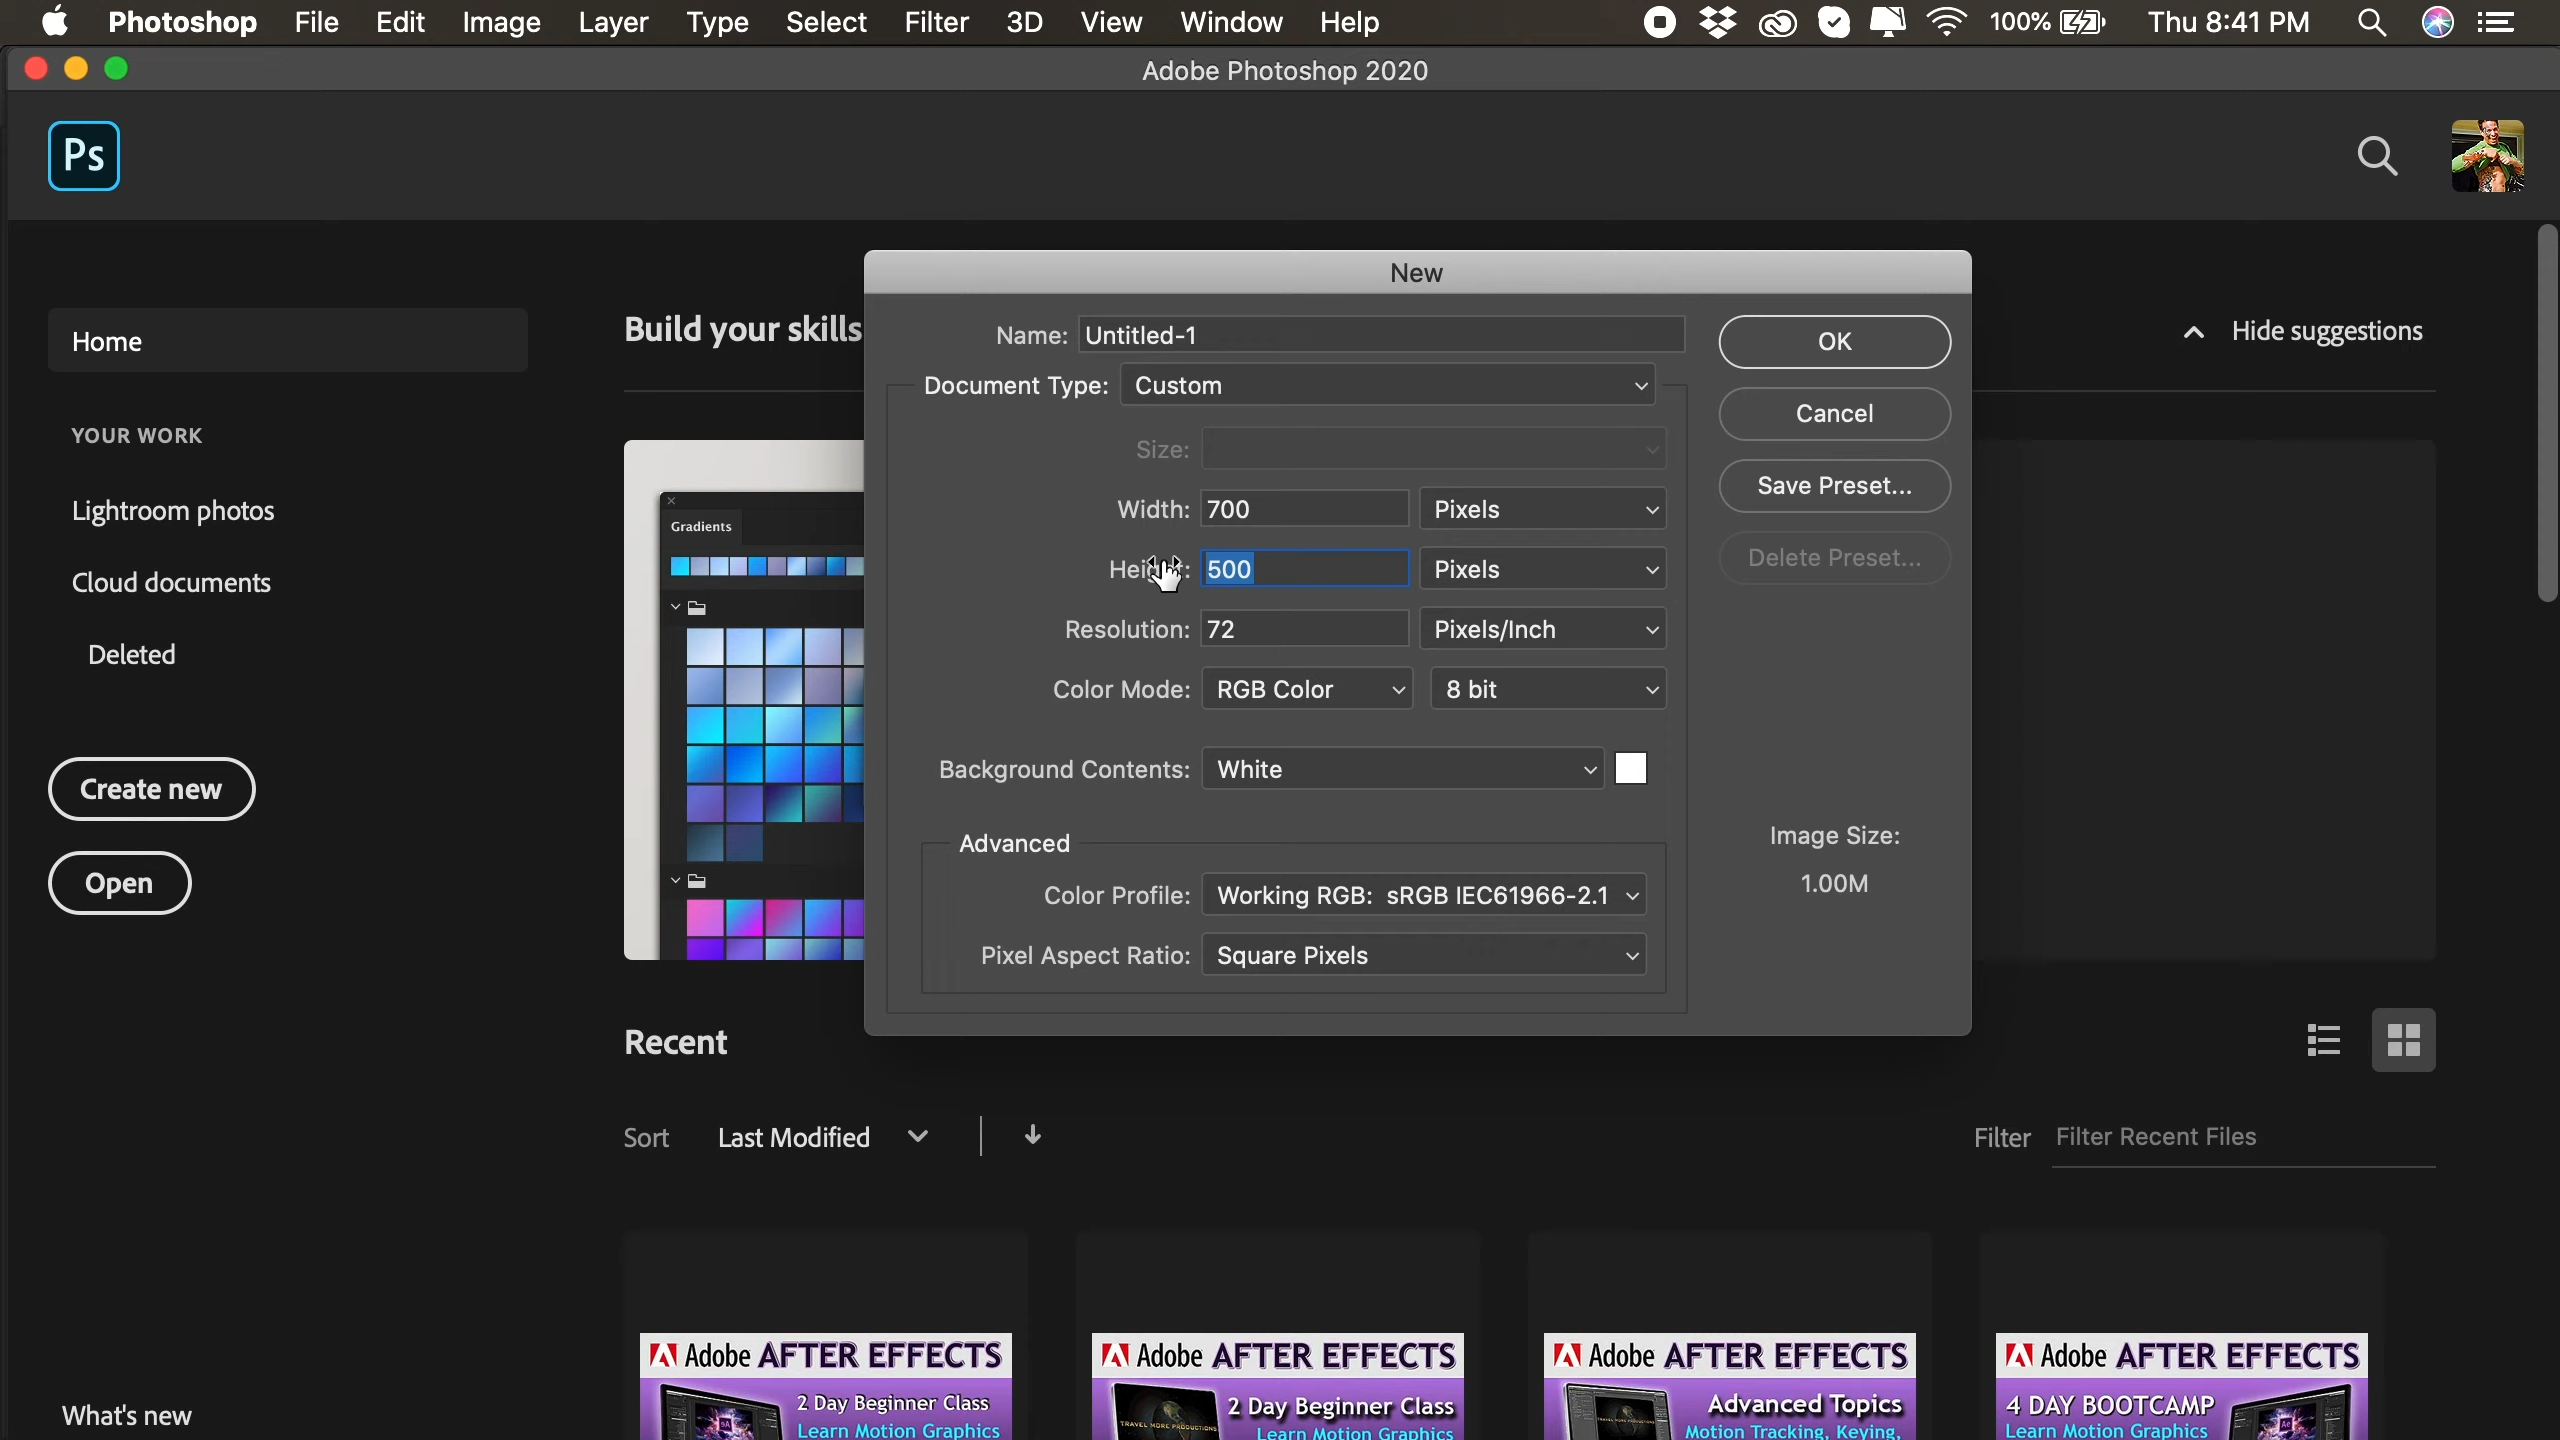 Photoshop File Edit Image Layer Type Select Filter 3D View Window Help 100% Thu 8:41 PM
Adobe Photoshop 2020
Ps
New
Home
Build your skills
Hide suggestions
Name: Untitled-1
OK
Document Type: Custom
Cancel
YOUR WORK
Size:
Save Preset...
Lightroom photos
Width: 700 Pixels
Gradients
Delete Preset...
Height: 500 Pixels
Cloud documents
Resolution: 72 Pixels/Inch
Deleted
Color Mode: RGB Color 8 bit
Background Contents: White
Create new
Image Size:
Advanced
1.00M
Open
Color Profile: Working RGB: sRGB IEC61966-2.1
Pixel Aspect Ratio: Square Pixels
Recent
Sort Last Modified
Filter Filter Recent Files
Adobe AFTER EFFECTS
2 Day Beginner Class
Learn Motion Graphics
Adobe AFTER EFFECTS
TRAVEL MORE PRODUCTIONS
2 Day Beginner Class
Learn Motion Graphics
Adobe AFTER EFFECTS
Advanced Topics
Motion Tracking, Keying,
Adobe AFTER EFFECTS
4 DAY BOOTCAMP
Learn Motion Graphics
What's new